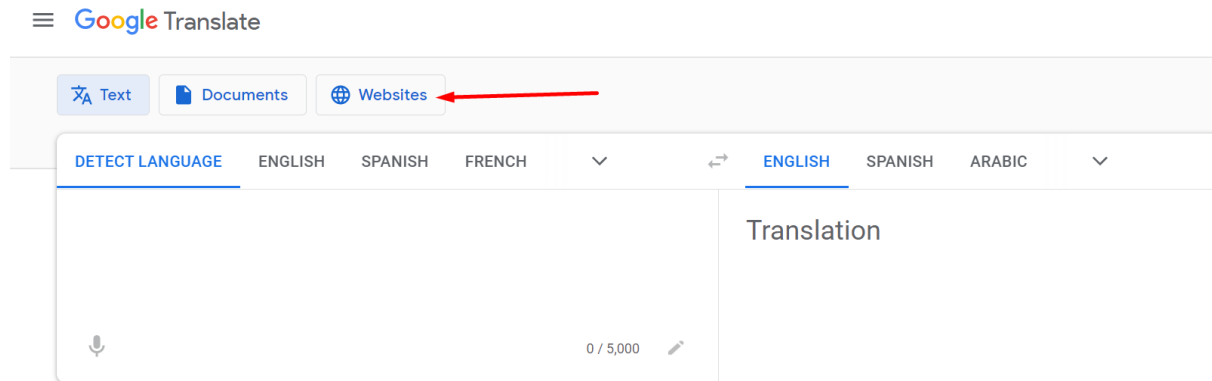 Google Translate
Text Documents Websites
DETECT LANGUAGE ENGLISH SPANISH FRENCH ENGLISH SPANISH ARABIC
Translation
0 / 5,000